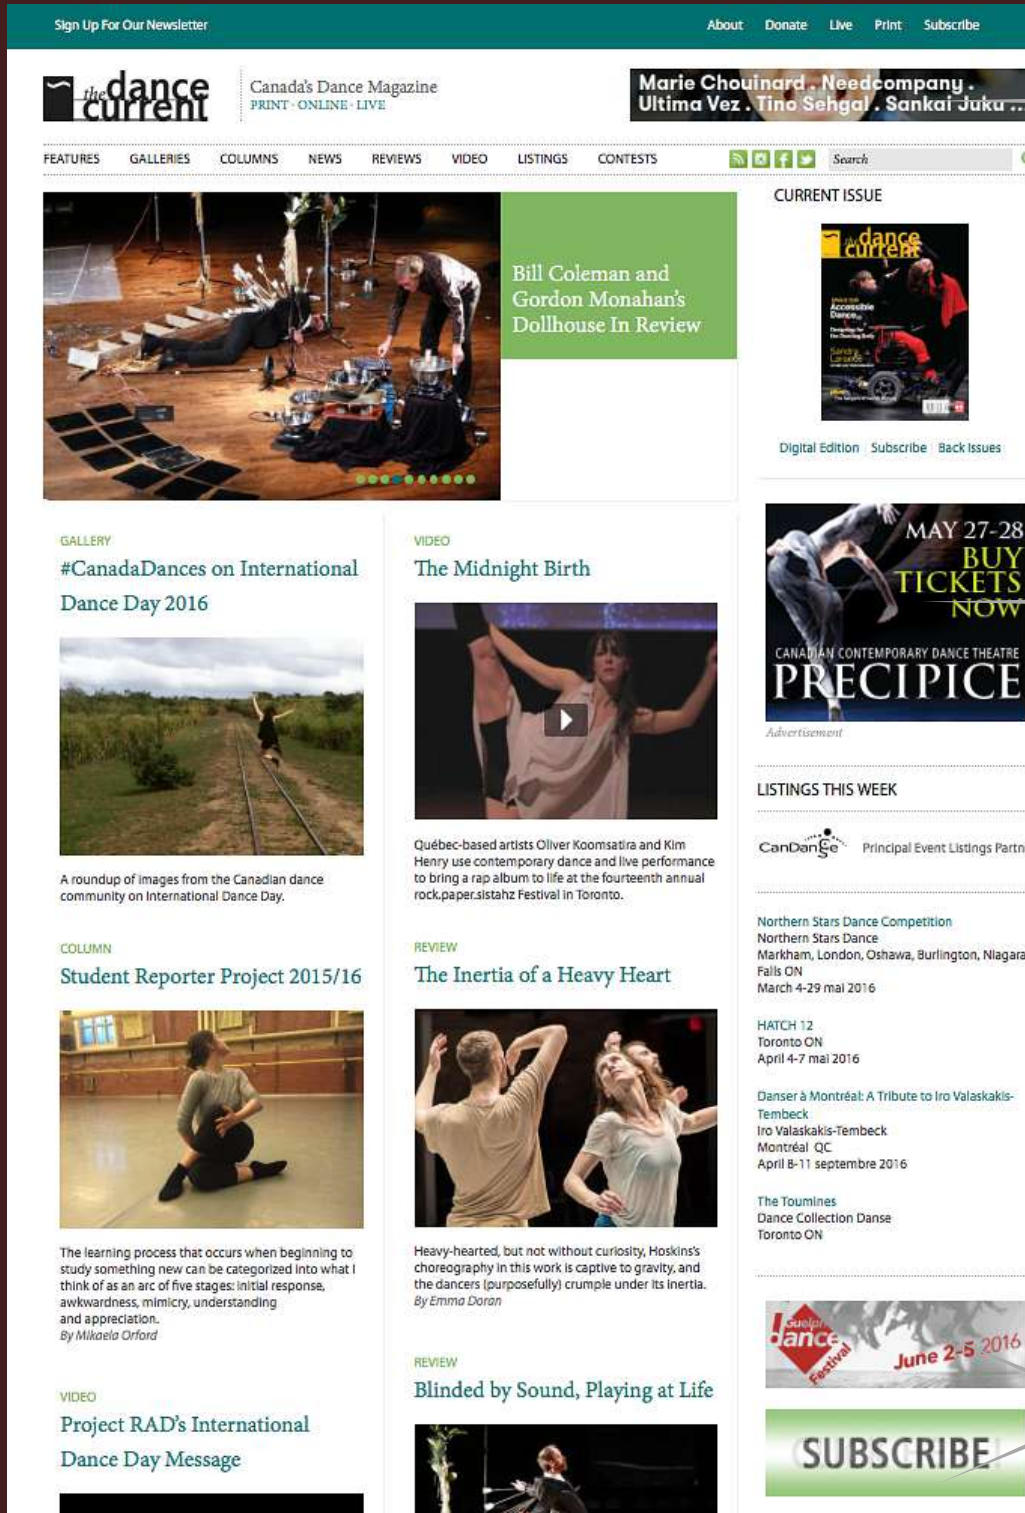 Sign Up For Our Newsletter
About Donate Live Print Subscribe
the dance
current
Canada's Dance Magazine
PRINT · ONLINE · LIVE
Marie Chouinard . Needcompany .
Ultima Vez . Tino Sehgal . Sankai Juku ...
FEATURES GALLERIES COLUMNS NEWS REVIEWS VIDEO LISTINGS CONTESTS
Search
Bill Coleman and
Gordon Monahan's
Dollhouse In Review
GALLERY
#CanadaDances on International
Dance Day 2016
A roundup of images from the Canadian dance
community on International Dance Day.
COLUMN
Student Reporter Project 2015/16
The learning process that occurs when beginning to
study something new can be categorized into what I
think of as an arc of five stages: initial response,
awkwardness, mimicry, understanding
and appreciation.
By Mikaela Orford
VIDEO
Project RAD's International
Dance Day Message
VIDEO
The Midnight Birth
Québec-based artists Oliver Koomsatira and Kim
Henry use contemporary dance and live performance
to bring a rap album to life at the fourteenth annual
rock.paper.sistahz Festival in Toronto.
REVIEW
The Inertia of a Heavy Heart
Heavy-hearted, but not without curiosity, Hoskins's
choreography in this work is captive to gravity, and
the dancers (purposefully) crumple under its inertia.
By Emma Doran
REVIEW
Blinded by Sound, Playing at Life
CURRENT ISSUE
the dance
current
Accessible
Dance
Digital Edition Subscribe Back Issues
MAY 27-28
BUY
TICKETS
NOW
CANADIAN CONTEMPORARY DANCE THEATRE
PRECIPICE
Advertisement
LISTINGS THIS WEEK
CanDance Principal Event Listings Partn
Northern Stars Dance Competition
Northern Stars Dance
Markham, London, Oshawa, Burlington, Niagara
Falls ON
March 4-29 mai 2016
HATCH 12
Toronto ON
April 4-7 mai 2016
Danser à Montréal: A Tribute to Iro Valaskakis-
Tembeck
Iro Valaskakis-Tembeck
Montréal QC
April 8-11 septembre 2016
The Toumines
Dance Collection Danse
Toronto ON
Guelph
dance
Festival
June 2-5 2016
SUBSCRIBE